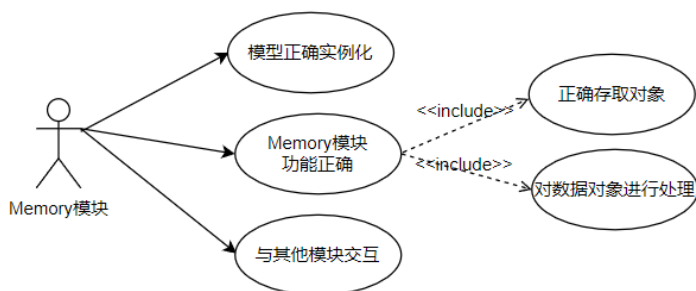 模型正确实例化
正确存取对象
<<include>>
Memory模块
功能正确
<<include>>
对数据对象进行处理
Memory模块
与其他模块交互